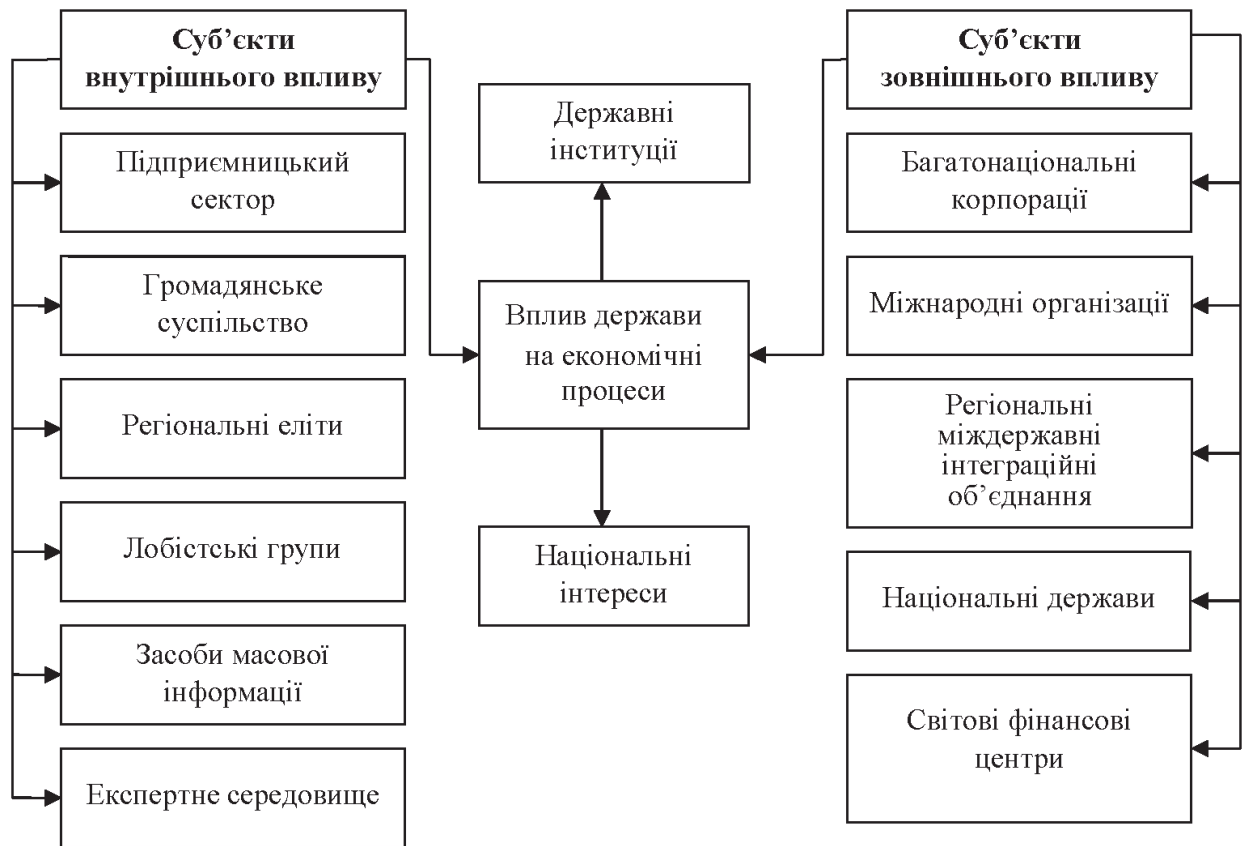 Суб’єкти
внутрішнього впливу
Підприємницький
сектор
Громадянське
суспільство
Регіональні еліти
Лобістські групи
Засоби масової
інформації
Експертне середовище
Державні
інституції
Вплив держави
на економічні
процеси
Національні
інтереси
Суб’єкти
зовнішнього впливу
Багатонаціональні
корпорації
Міжнародні організації
Регіональні
міждержавні
інтеграційні
об’єднання
Національні держави
Світові фінансові
центри